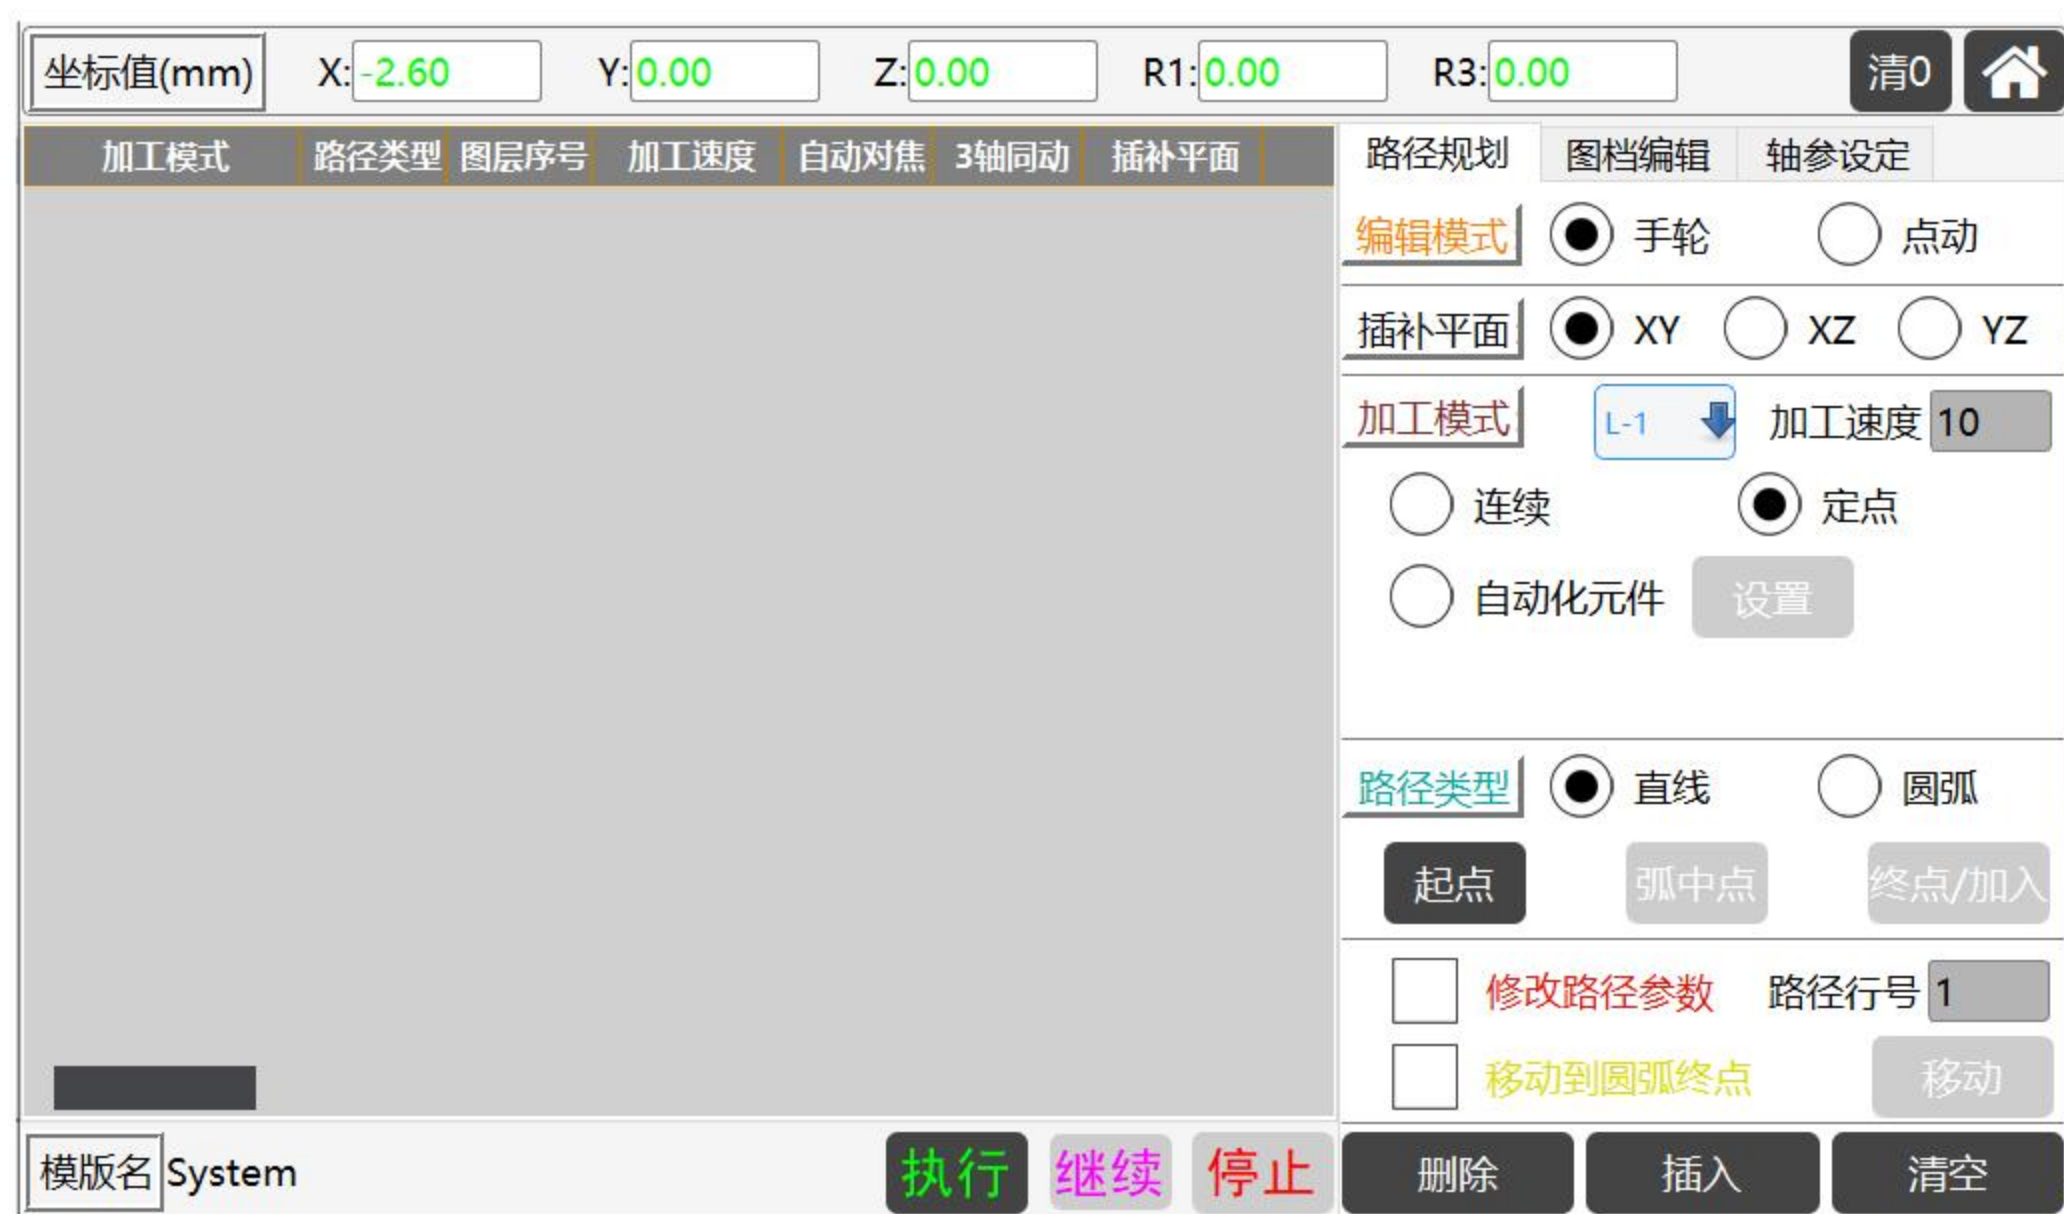 坐标值(mm) X: -2.60 Y: 0.00 Z: 0.00 R1: 0.00 R3: 0.00 清0
加工模式 路径类型 图层序号 加工速度 自动对焦 3轴同动 插补平面
路径规划 图档编辑 轴参设定
编辑模式 手轮 点动
插补平面 XY XZ YZ
加工模式 L-1 加工速度 10
连续 定点
自动化元件 设置
路径类型 直线 圆弧
起点 弧中点 终点/加入
修改路径参数 路径行号 1
移动到圆弧终点 移动
模版名 System 执行 继续 停止 删除 插入 清空